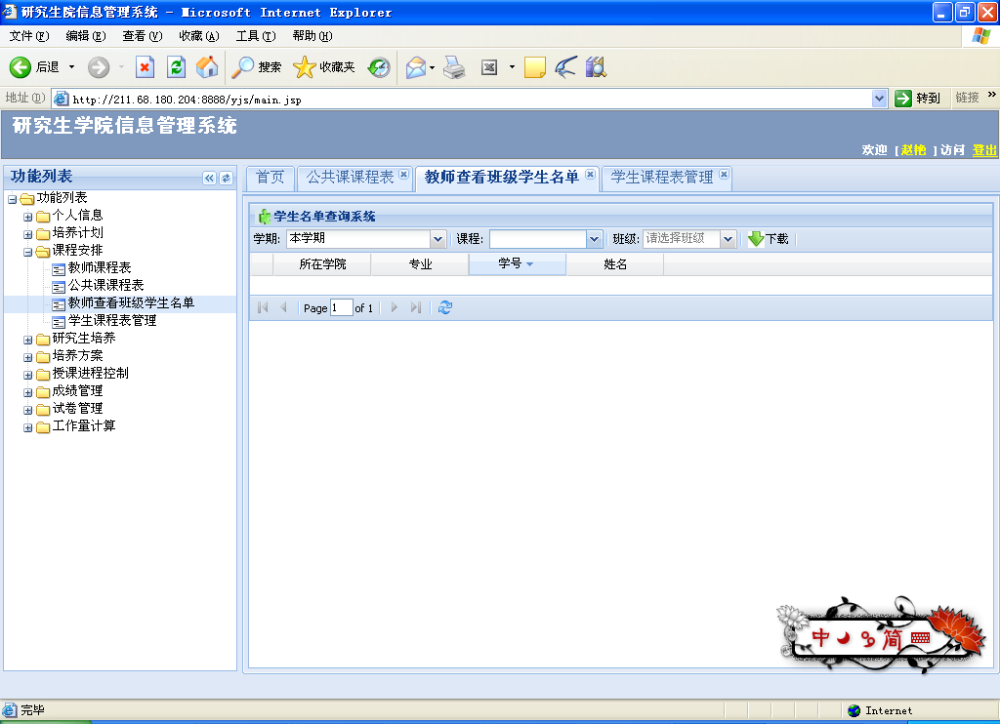 研究生院信息管理系统 - Microsoft Internet Explorer
文件(F) 编辑(E) 查看(V) 收藏(A) 工具(T) 帮助(H)
后退 搜索 收藏夹
地址(D) http://211.68.180.204:8888/yjs/main.jsp 转到 链接 »
研究生学院信息管理系统
欢迎 [赵艳 ]访问 登出
功能列表
首页 公共课课程表 教师查看班级学生名单 学生课程表管理
功能列表
个人信息
培养计划
课程安排
教师课程表
公共课课程表
教师查看班级学生名单
学生课程表管理
研究生培养
培养方案
授课进程控制
成绩管理
试卷管理
工作量计算
学生名单查询系统
学期: 本学期 课程: 班级: 请选择班级 下载
所在学院 专业 学号 姓名
Page 1 of 1
中 简
完毕 Internet